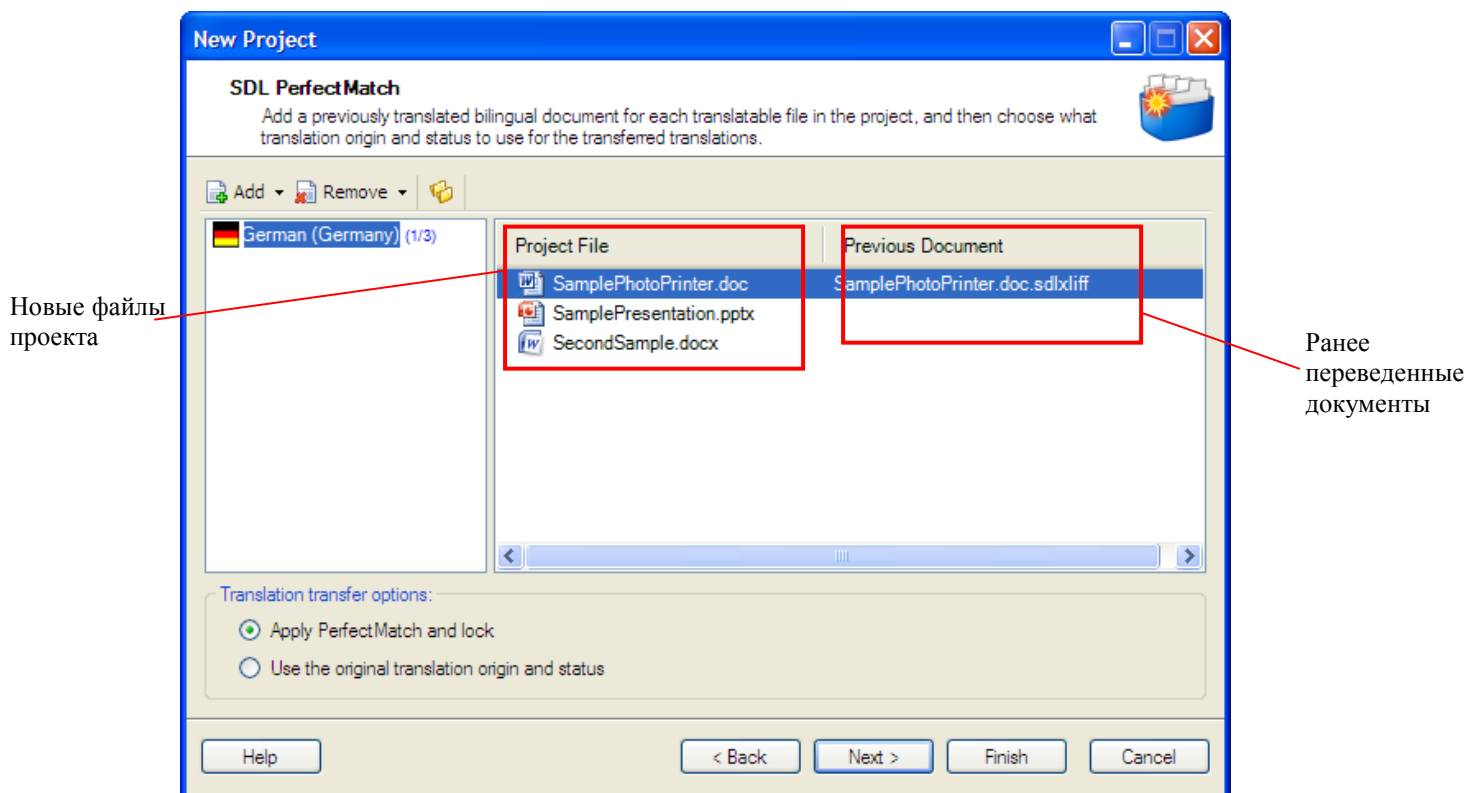 New Project
SDL PerfectMatch
Add a previously translated bilingual document for each translatable file in the project, and then choose what
translation origin and status to use for the transferred translations.
Add Remove
German (Germany) (1/3)
Project File Previous Document
SamplePhotoPrinter.doc SamplePhotoPrinter.doc.sdlxliff
SamplePresentation.pptx
SecondSample.docx
Новые файлы
проекта
Ранее
переведенные
документы
Translation transfer options:
Apply PerfectMatch and lock
Use the original translation origin and status
Help < Back Next > Finish Cancel